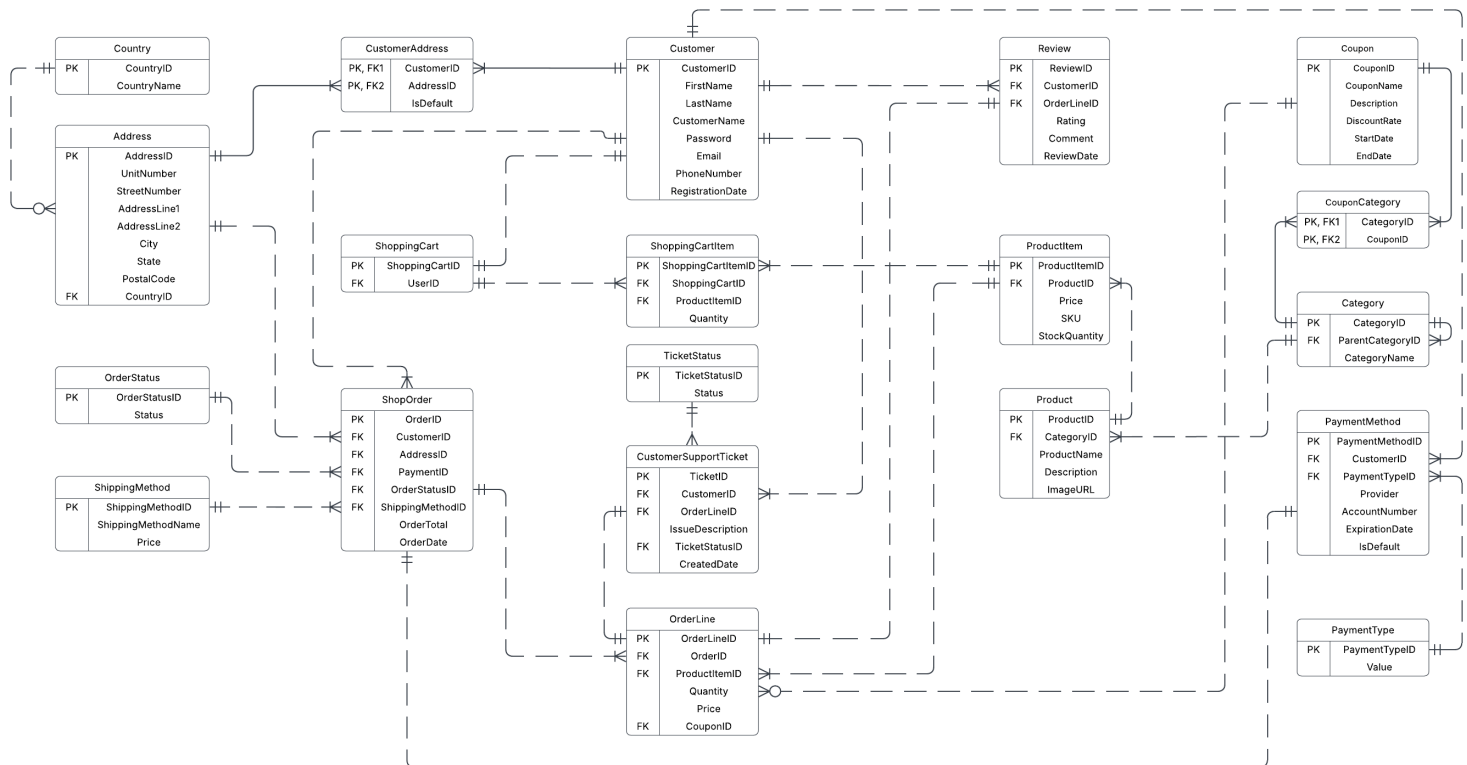 Country
PK CountryID
CountryName
Address
PK AddressID
UnitNumber
StreetNumber
AddressLine1
AddressLine2
City
State
PostalCode
FK CountryID
OrderStatus
PK OrderStatusID
Status
ShippingMethod
PK ShippingMethodID
ShippingMethodName
Price
CustomerAddress
PK, FK1 CustomerID
PK, FK2 AddressID
IsDefault
ShoppingCart
PK ShoppingCartID
FK UserID
ShopOrder
PK OrderID
FK CustomerID
FK AddressID
FK PaymentID
FK OrderStatusID
FK ShippingMethodID
OrderTotal
OrderDate
Customer
PK CustomerID
FirstName
LastName
CustomerName
Password
Email
PhoneNumber
RegistrationDate
ShoppingCartItem
PK ShoppingCartItemID
FK ShoppingCartID
FK ProductItemID
Quantity
TicketStatus
PK TicketStatusID
Status
CustomerSupportTicket
PK TicketID
FK CustomerID
FK OrderLineID
IssueDescription
FK TicketStatusID
CreatedDate
OrderLine
PK OrderLineID
FK OrderID
FK ProductItemID
Quantity
Price
FK CouponID
Review
PK ReviewID
FK CustomerID
FK OrderLineID
Rating
Comment
ReviewDate
ProductItem
PK ProductItemID
FK ProductID
Price
SKU
StockQuantity
Product
PK ProductID
FK CategoryID
ProductName
Description
ImageURL
Coupon
PK CouponID
CouponName
Description
DiscountRate
StartDate
EndDate
CouponCategory
PK, FK1 CategoryID
PK, FK2 CouponID
Category
PK CategoryID
FK ParentCategoryID
CategoryName
PaymentMethod
PK PaymentMethodID
FK CustomerID
FK PaymentTypeID
Provider
AccountNumber
ExpirationDate
IsDefault
PaymentType
PK PaymentTypeID
Value